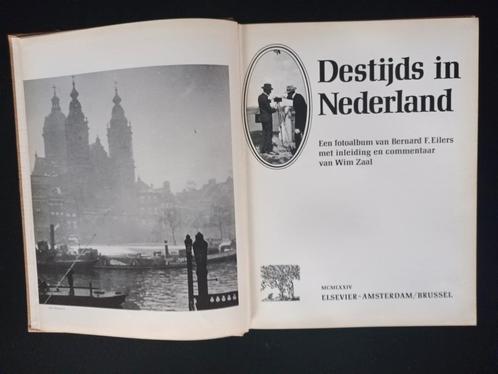 Destijds in
Nederland
Een fotoalbum van Bernard F. Eilers
met inleiding en commentaar
van Wim Zaal
MCMLXXIV
ELSEVIER-AMSTERDAM/BRUSSEL